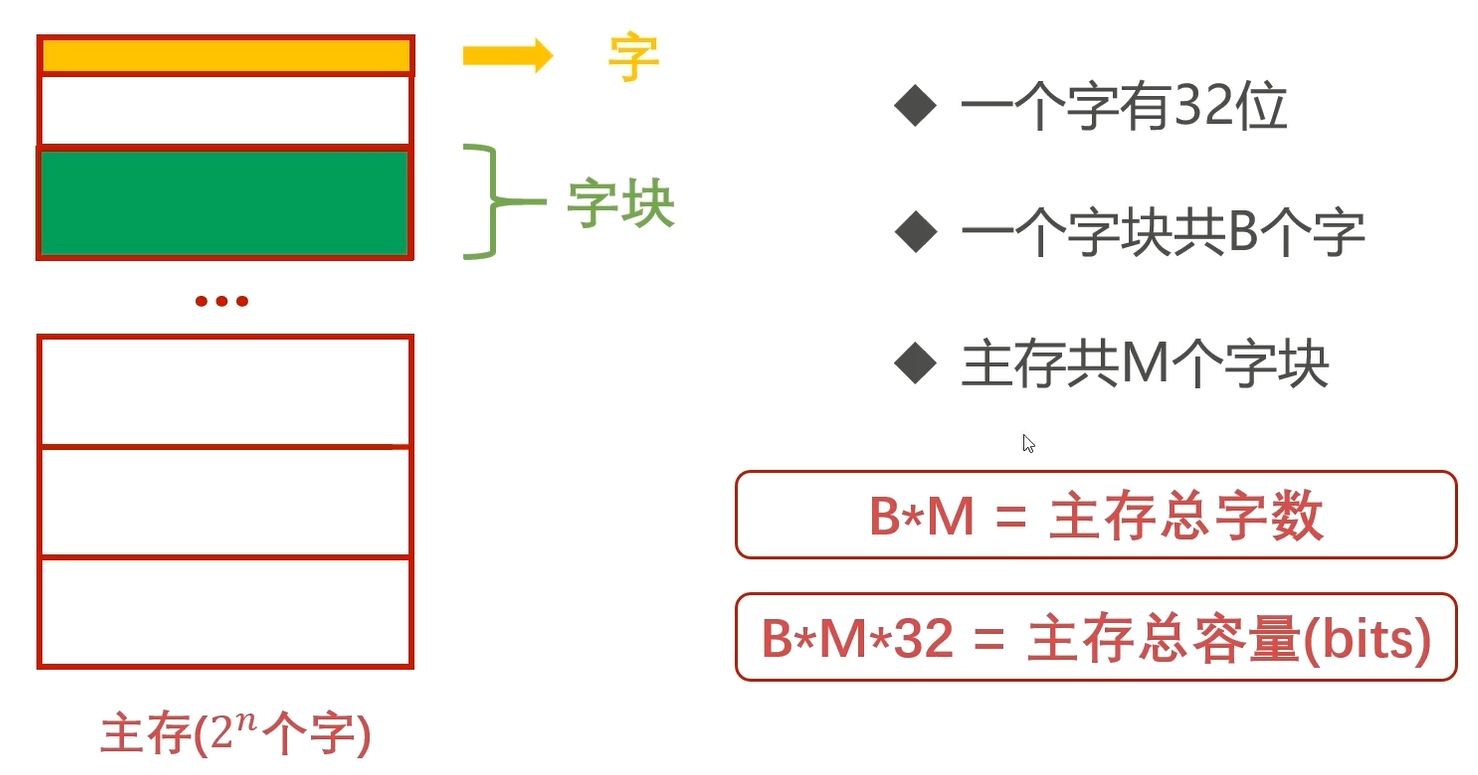 字
字块
...
主存(2ⁿ个字)
◆ 一个字有32位
◆ 一个字块共B个字
◆ 主存共M个字块
B*M = 主存总字数
B*M*32 = 主存总容量(bits)